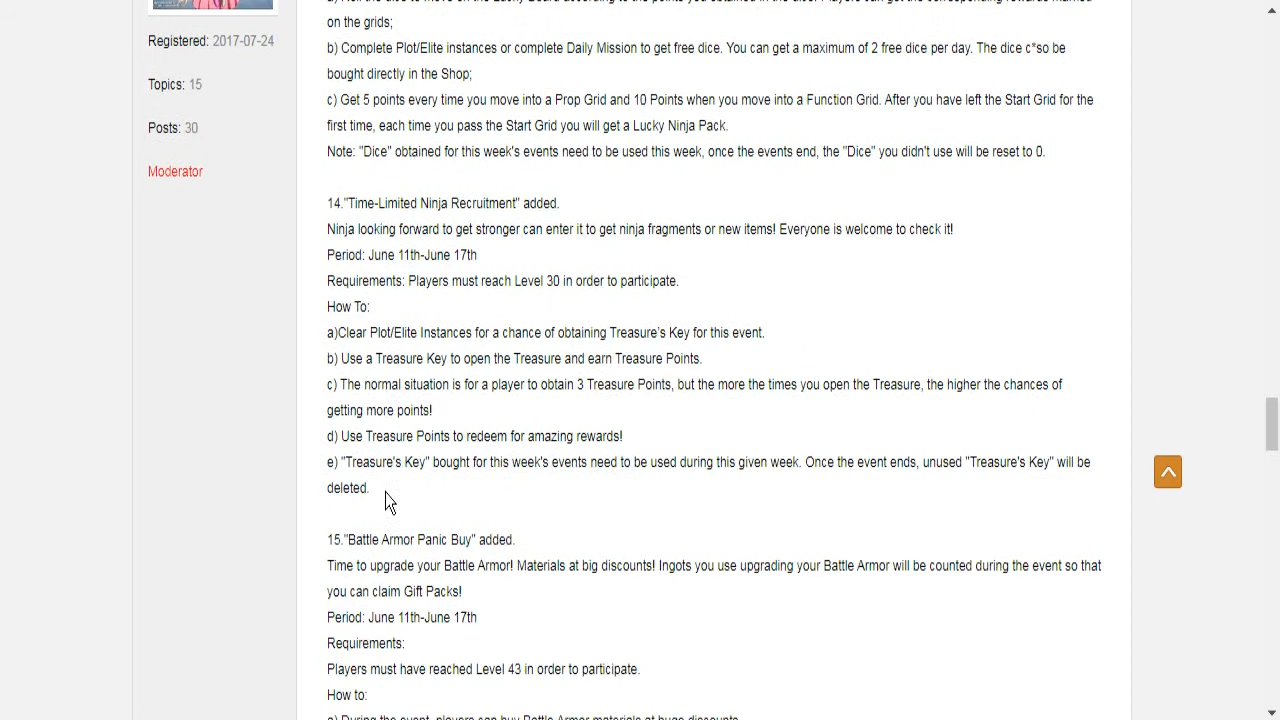 on the grids;
Registered: 2017-07-24
Topics: 15
Posts: 30
Moderator
b) Complete Plot/Elite instances or complete Daily Mission to get free dice. You can get a maximum of 2 free dice per day. The dice c*so be
bought directly in the Shop;
c) Get 5 points every time you move into a Prop Grid and 10 Points when you move into a Function Grid. After you have left the Start Grid for the
first time, each time you pass the Start Grid you will get a Lucky Ninja Pack.
Note: "Dice" obtained for this week's events need to be used this week, once the events end, the "Dice" you didn't use will be reset to 0.
14."Time-Limited Ninja Recruitment" added.
Ninja looking forward to get stronger can enter it to get ninja fragments or new items! Everyone is welcome to check it!
Period: June 11th-June 17th
Requirements: Players must reach Level 30 in order to participate.
How To:
a)Clear Plot/Elite Instances for a chance of obtaining Treasure's Key for this event.
b) Use a Treasure Key to open the Treasure and earn Treasure Points.
c) The normal situation is for a player to obtain 3 Treasure Points, but the more the times you open the Treasure, the higher the chances of
getting more points!
d) Use Treasure Points to redeem for amazing rewards!
e) "Treasure's Key" bought for this week's events need to be used during this given week. Once the event ends, unused "Treasure's Key" will be
deleted.
15."Battle Armor Panic Buy" added.
Time to upgrade your Battle Armor! Materials at big discounts! Ingots you use upgrading your Battle Armor will be counted during the event so that
you can claim Gift Packs!
Period: June 11th-June 17th
Requirements:
Players must have reached Level 43 in order to participate.
How to:
a) During the event, players can buy Battle Armor materials at huge discounts